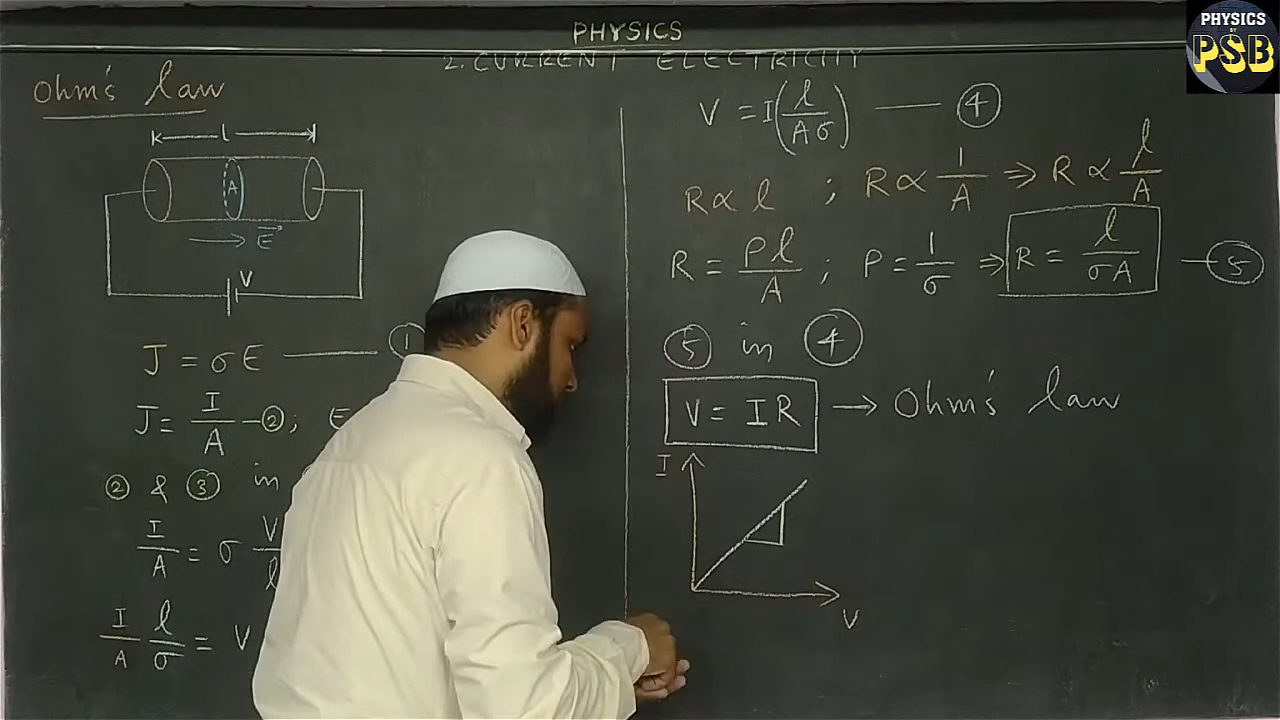 PHYSICS
2. CURRENT ELECTRICITY
PHYSICS
BY
PSB
Ohm's law
l
A
E⃗
V
J = σE —— ①
J = I/A — ②; E
② & ③ in
I/A = σ V/l
I/A l/σ = V
V = I(l/Aσ) —— ④
R ∝ l ; R ∝ 1/A ⇒ R ∝ l/A
R = ρl/A ; ρ = 1/σ ⇒ R = l/σA — ⑤
⑤ in ④
V = IR → Ohm's law
I
V